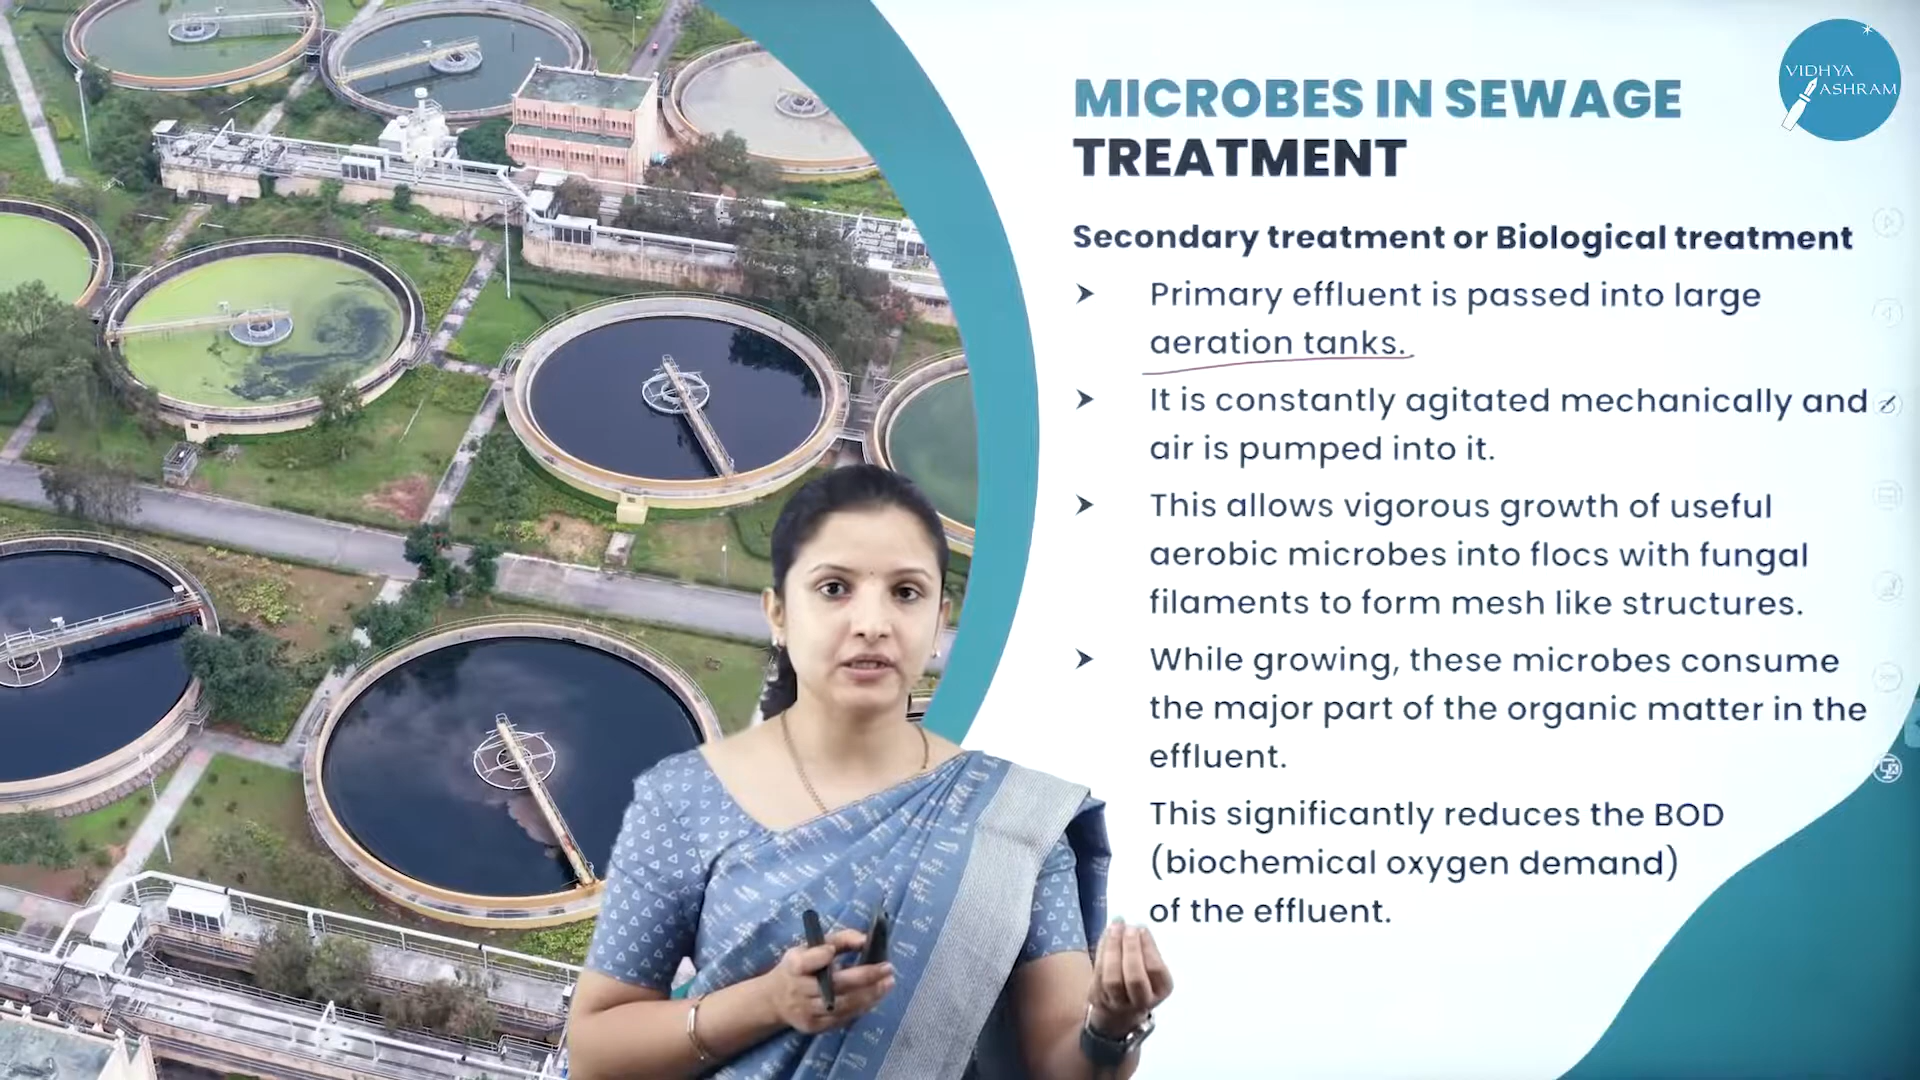 VIDHYA
ASHRAM
MICROBES IN SEWAGE
TREATMENT
Secondary treatment or Biological treatment
➤ Primary effluent is passed into large
aeration tanks.
➤ It is constantly agitated mechanically and
air is pumped into it.
➤ This allows vigorous growth of useful
aerobic microbes into flocs with fungal
filaments to form mesh like structures.
➤ While growing, these microbes consume
the major part of the organic matter in the
effluent.
This significantly reduces the BOD
(biochemical oxygen demand)
of the effluent.